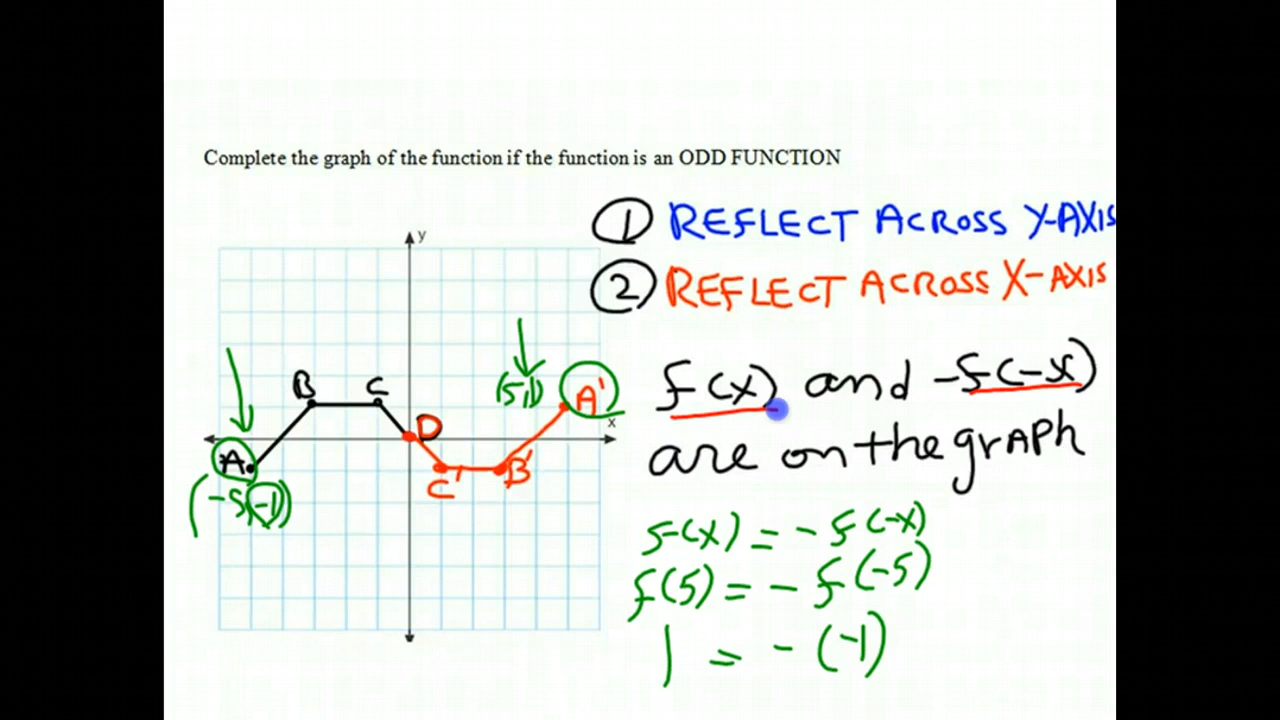 Complete the graph of the function if the function is an ODD FUNCTION
① REFLECT ACROSS Y-AXIS
② REFLECT ACROSS X-AXIS
y
x
A
B
C
D
C'
B'
A'
(-5,-1)
(5,1)
f(x) and -f(-x)
are on the graph
f(x) = -f(-x)
f(5) = -f(-5)
1 = -(-1)